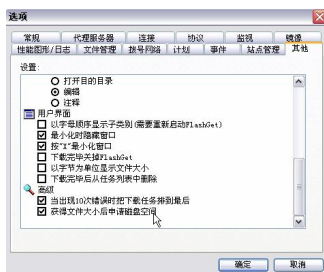 选项
常规 代理服务器 连接 协议 监视 镜像
性能图形/日志 文件管理 拨号网络 计划 事件 站点管理 其他
设置:
打开目的目录
编辑
注释
用户界面
以字母顺序显示子类别(需要重新启动FlashGet)
最小化时隐藏窗口
按"X"最小化窗口
下载完毕关掉FlashGet
以字节为单位显示文件大小
下载完毕后从任务列表中删除
高级
当出现10次错误时把下载任务排到最后
获得文件大小后申请磁盘空间
确定 取消